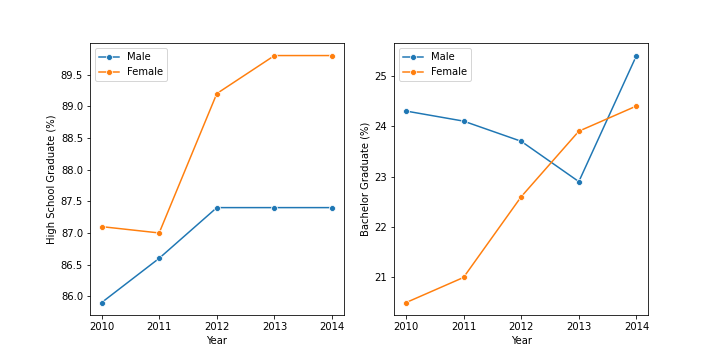 Male
Female
89.5
89.0
88.5
88.0
87.5
87.0
86.5
86.0
High School Graduate (%)
2010 2011 2012 2013 2014
Year
Male
Female
25
24
23
22
21
Bachelor Graduate (%)
2010 2011 2012 2013 2014
Year